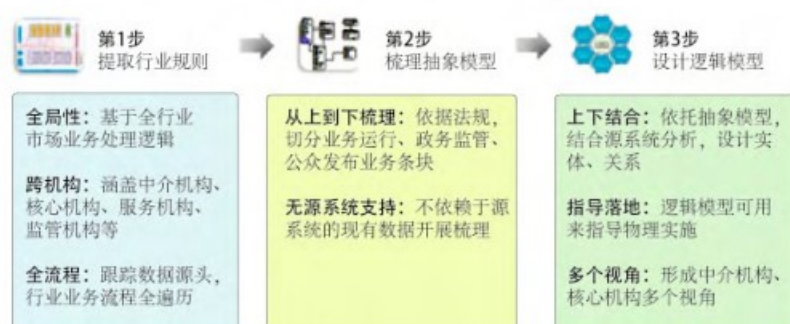 第1步
提取行业规则
第2步
梳理抽象模型
第3步
设计逻辑模型
全局性：基于全行业
市场业务处理逻辑
跨机构：涵盖中介机构、
核心机构、服务机构、
监管机构等
全流程：跟踪数据源头，
行业业务流程全遍历
从上到下梳理：依据法规，
切分业务运行、政务监管、
公众发布业务条块
无源系统支持：不依赖于源
系统的现有数据开展梳理
上下结合：依托抽象模型，
结合源系统分析，设计实
体、关系
指导落地：逻辑模型可用
来指导物理实施
多个视角：形成中介机构、
核心机构多个视角